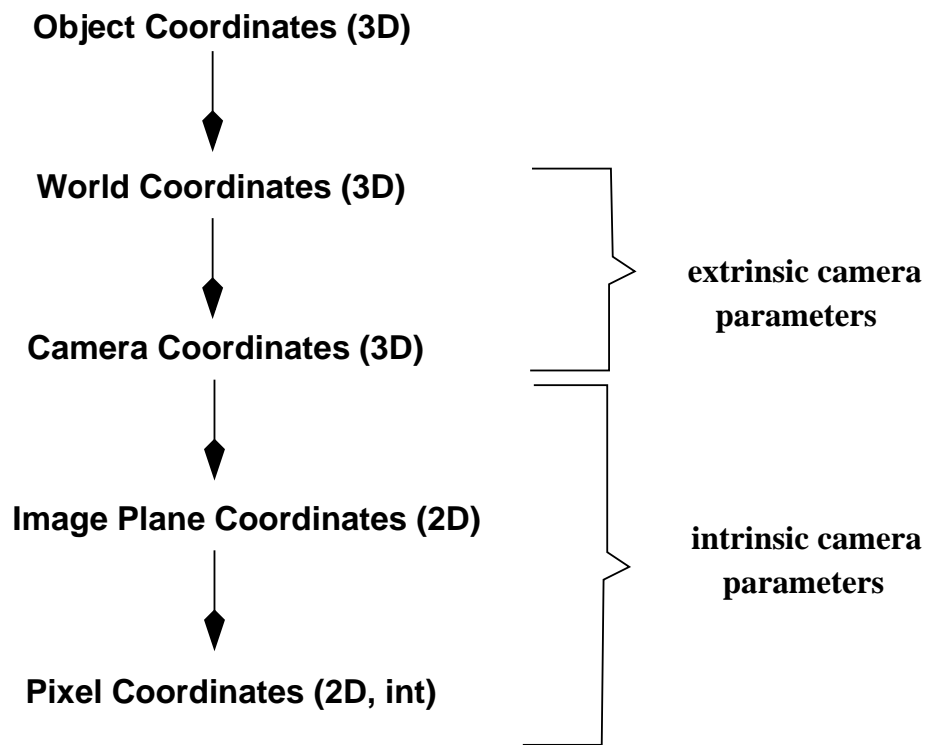 Object Coordinates (3D)
World Coordinates (3D)
extrinsic camera
parameters
Camera Coordinates (3D)
Image Plane Coordinates (2D)
intrinsic camera
parameters
Pixel Coordinates (2D, int)